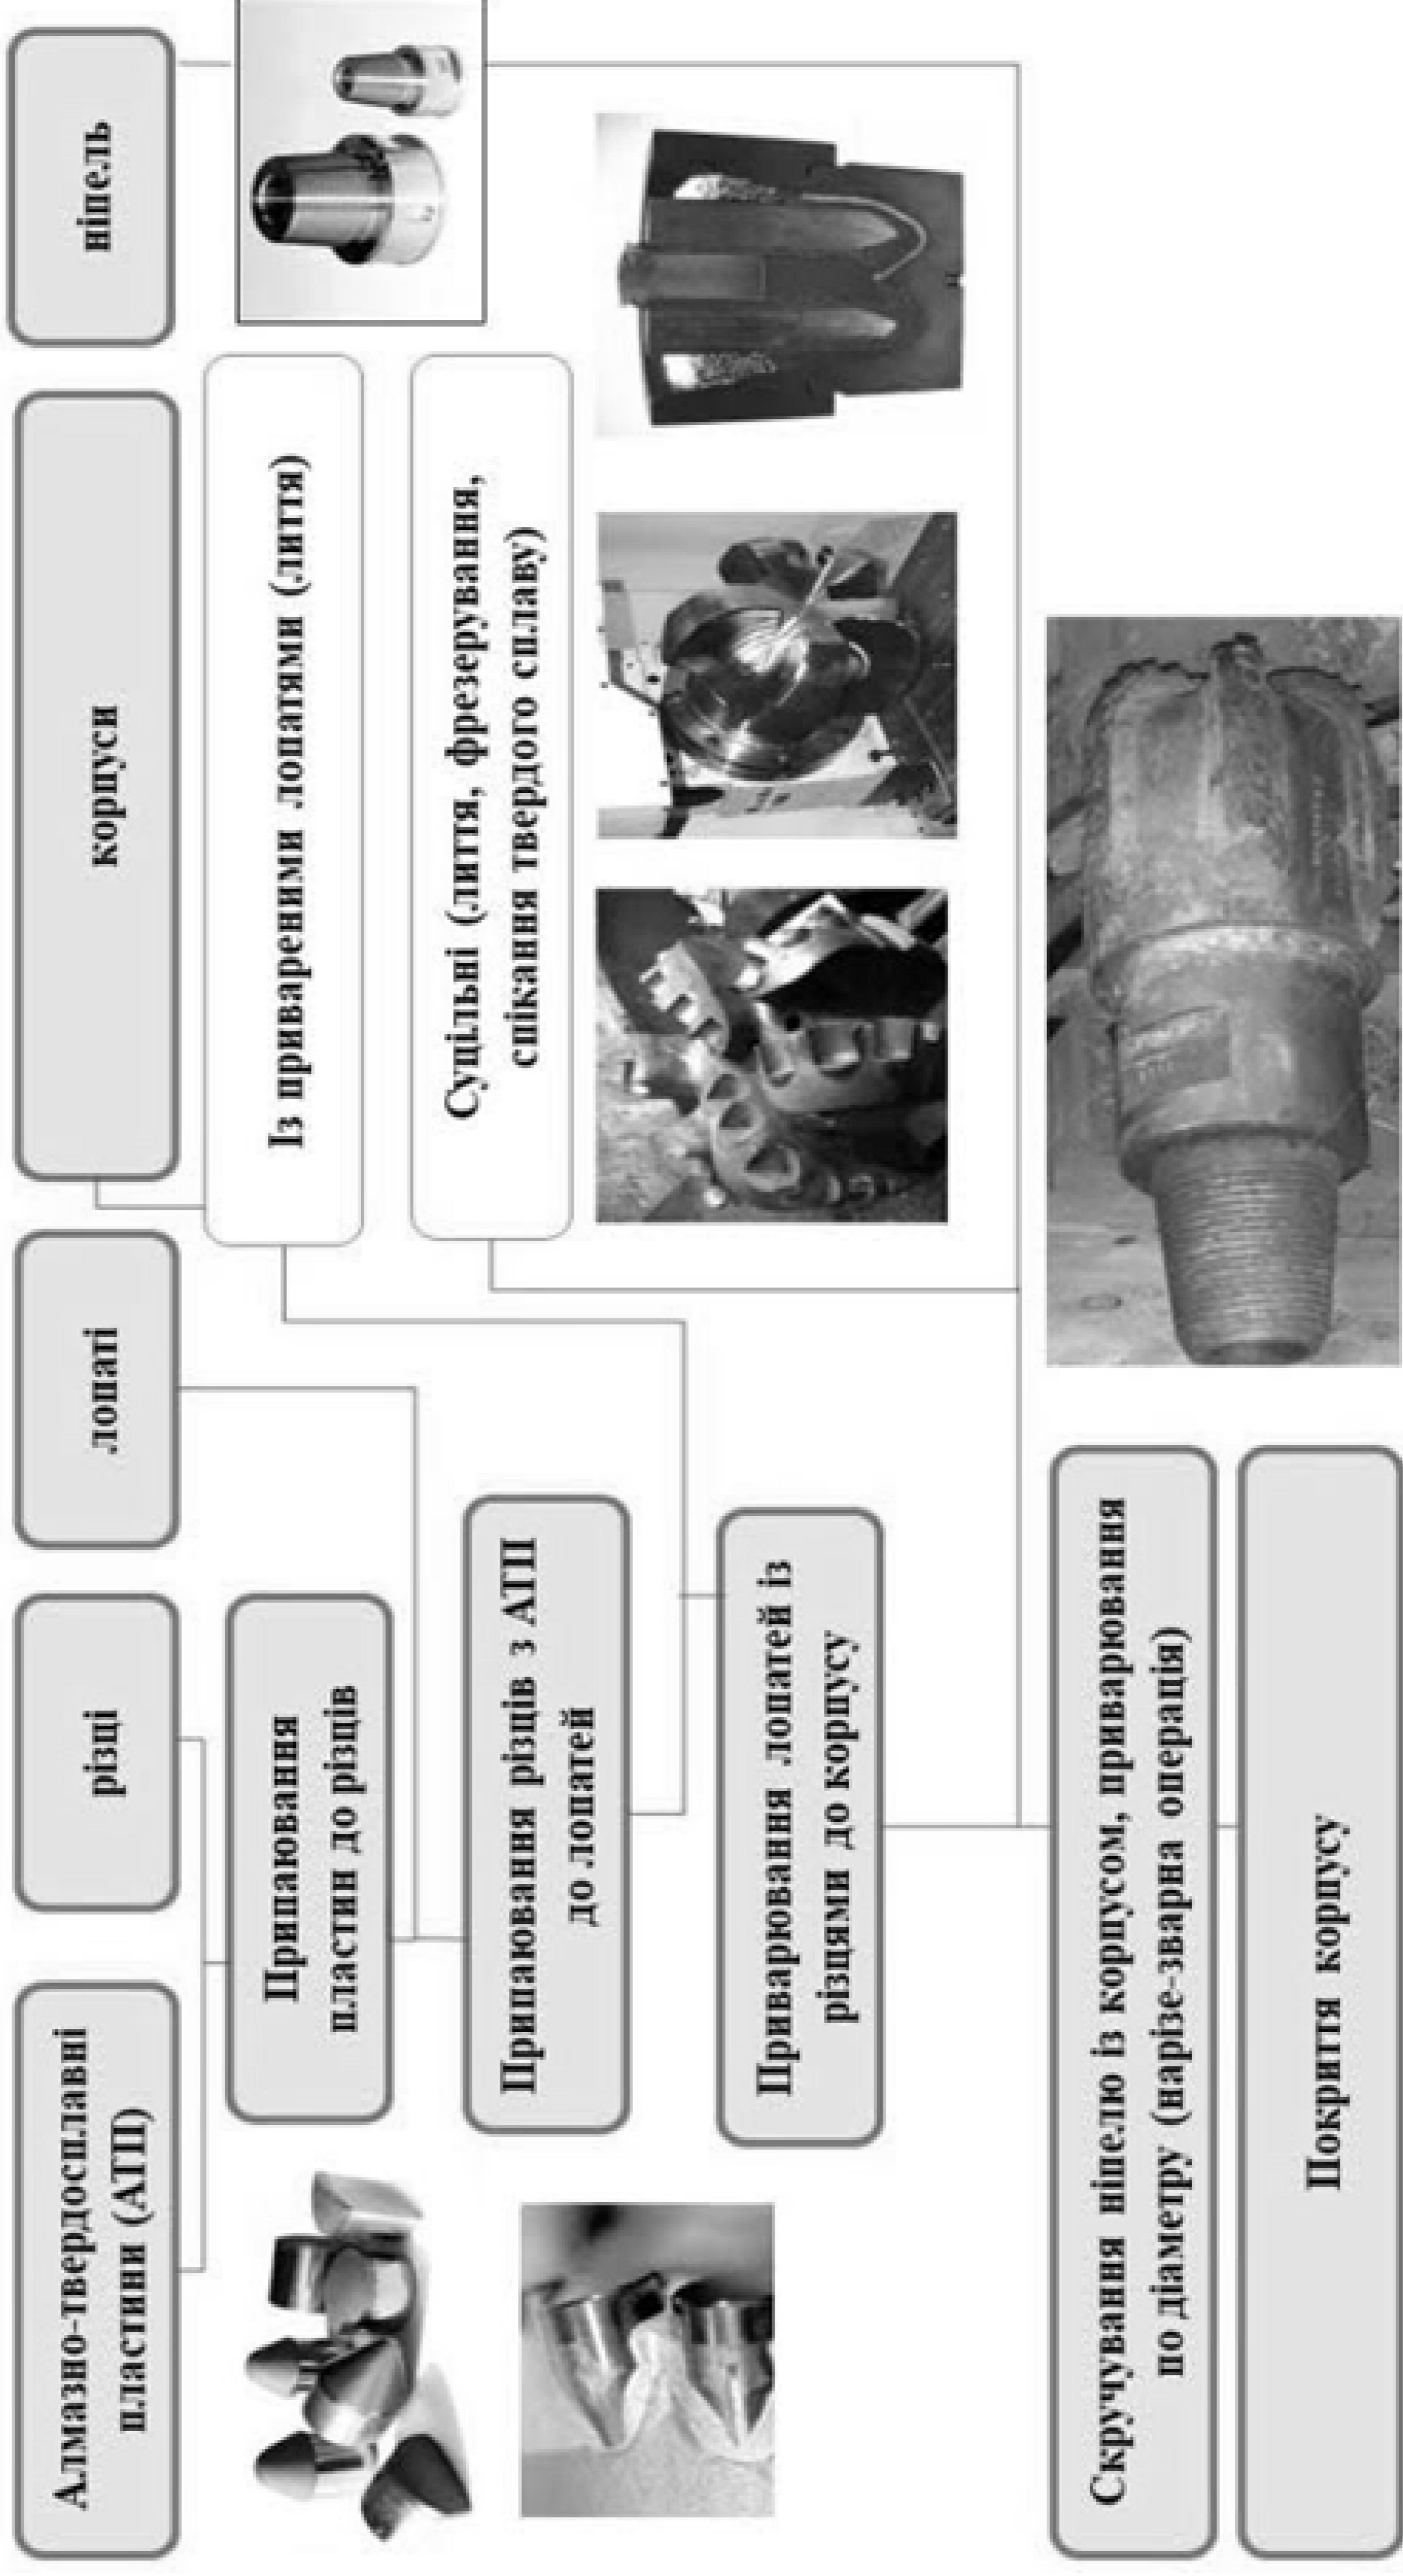 Алмазно-твердосплавні
пластини (АТП)
різці
лопаті
корпуси
ніпель
Припаювання
пластин до різців
Із привареними лопатями (лиття)
Припаювання різців з АТП
до лопатей
Суцільні (лиття, фрезерування,
спікання твердого сплаву)
Приварювання лопатей із
різцями до корпусу
Скручування ніпелю із корпусом, приварювання
по діаметру (нарізе-зварна операція)
Покриття корпусу